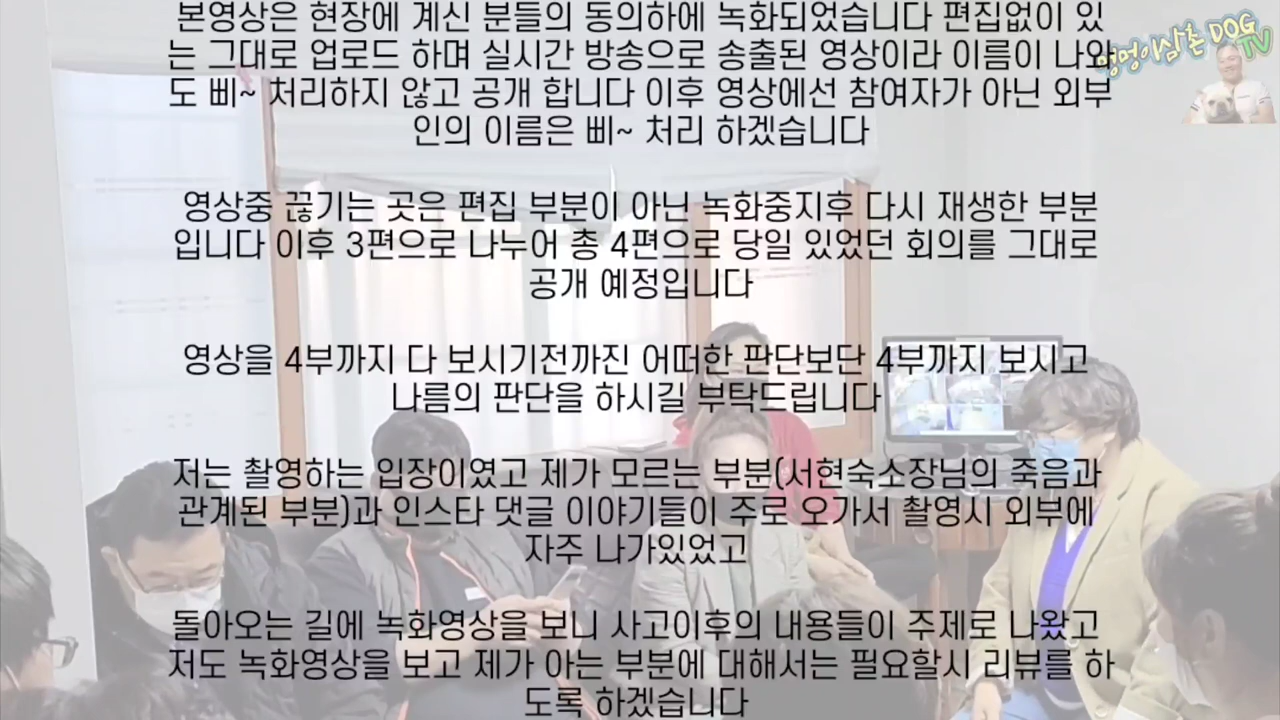 본영상은 현장에 계신 분들의 동의하에 녹화되었습니다 편집없이 있
는 그대로 업로드 하며 실시간 방송으로 송출된 영상이라 이름이 나와
도 삐~ 처리하지 않고 공개 합니다 이후 영상에선 참여자가 아닌 외부
인의 이름은 삐~ 처리 하겠습니다
멍멍이삼촌 DOG TV
영상중 끊기는 곳은 편집 부분이 아닌 녹화중지후 다시 재생한 부분
입니다 이후 3편으로 나누어 총 4편으로 당일 있었던 회의를 그대로
공개 예정입니다
영상을 4부까지 다 보시기전까진 어떠한 판단보단 4부까지 보시고
나름의 판단을 하시길 부탁드립니다
저는 촬영하는 입장이였고 제가 모르는 부분(서현숙소장님의 죽음과
관계된 부분)과 인스타 댓글 이야기들이 주로 오가서 촬영시 외부에
자주 나가있었고
돌아오는 길에 녹화영상을 보니 사고이후의 내용들이 주제로 나왔고
저도 녹화영상을 보고 제가 아는 부분에 대해서는 필요할시 리뷰를 하
도록 하겠습니다